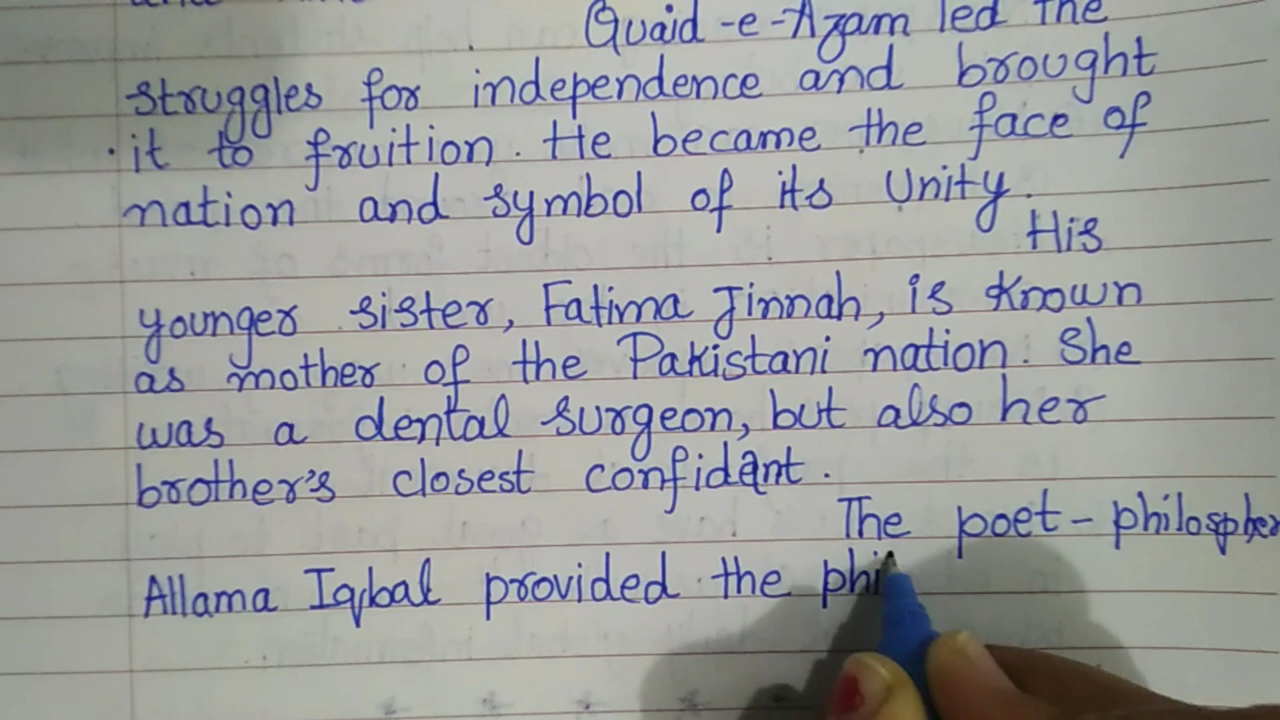 Quaid-e-Azam led the
struggles for independence and brought
it to fruition. He became the face of
nation and symbol of its Unity.
His
younger sister, Fatima Jinnah, is known
as mother of the Pakistani nation. She
was a dental surgeon, but also her
brother's closest confidant.
The poet-philospher
Allama Iqbal provided the phi